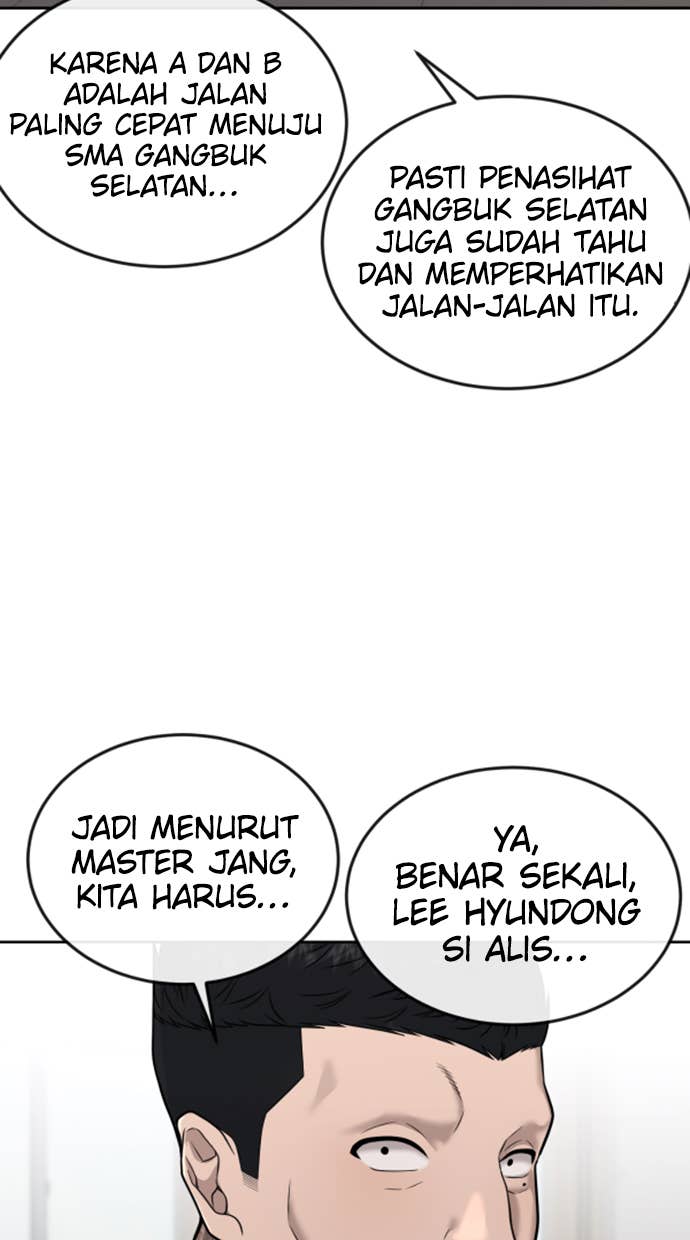 KARENA A DAN B
ADALAH JALAN
PALING CEPAT MENUJU
SMA GANGBUK
SELATAN...
PASTI PENASIHAT
GANGBUK SELATAN
JUGA SUDAH TAHU
DAN MEMPERHATIKAN
JALAN-JALAN ITU.
JADI MENURUT
MASTER JANG,
KITA HARUS...
YA,
BENAR SEKALI,
LEE HYUNDONG
SI ALIS...